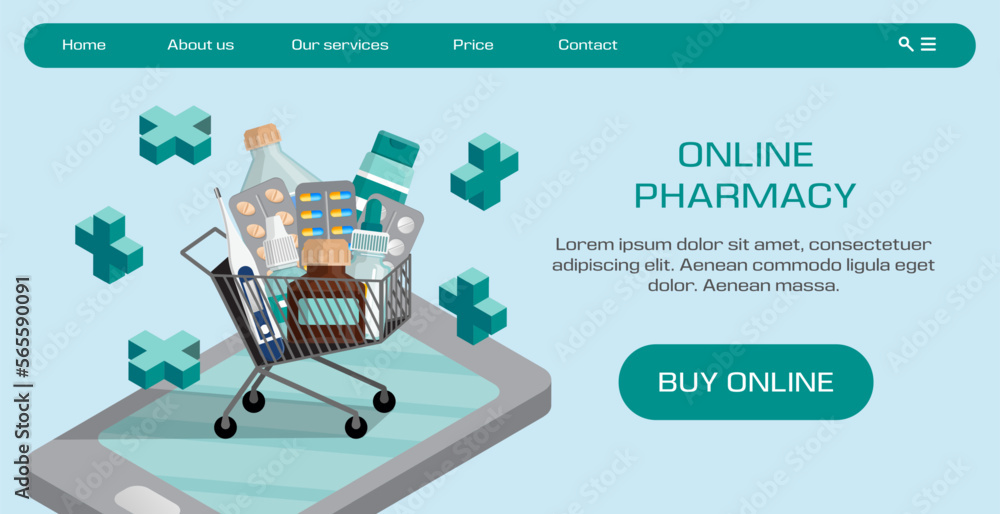 Home About us Our services Price Contact
ONLINE
PHARMACY
Lorem ipsum dolor sit amet, consectetuer
adipiscing elit. Aenean commodo ligula eget
dolor. Aenean massa.
BUY ONLINE
Adobe Stock | #565590091